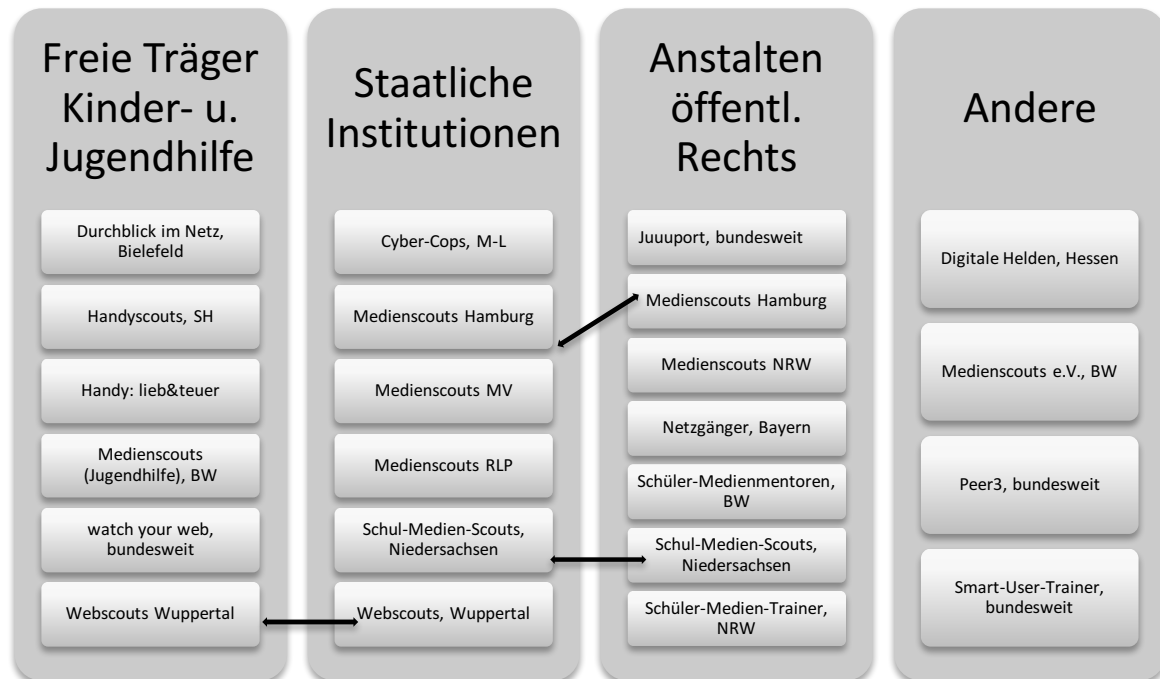 Freie Träger
Kinder- u.
Jugendhilfe
Durchblick im Netz,
Bielefeld
Handyscouts, SH
Handy: lieb&teuer
Medienscouts
(Jugendhilfe), BW
watch your web,
bundesweit
Webscouts Wuppertal
Staatliche
Institutionen
Cyber-Cops, M-L
Medienscouts Hamburg
Medienscouts MV
Medienscouts RLP
Schul-Medien-Scouts,
Niedersachsen
Webscouts, Wuppertal
Anstalten
öffentl.
Rechts
Juuuport, bundesweit
Medienscouts Hamburg
Medienscouts NRW
Netzgänger, Bayern
Schüler-Medienmentoren,
BW
Schul-Medien-Scouts,
Niedersachsen
Schüler-Medien-Trainer,
NRW
Andere
Digitale Helden, Hessen
Medienscouts e.V., BW
Peer3, bundesweit
Smart-User-Trainer,
bundesweit